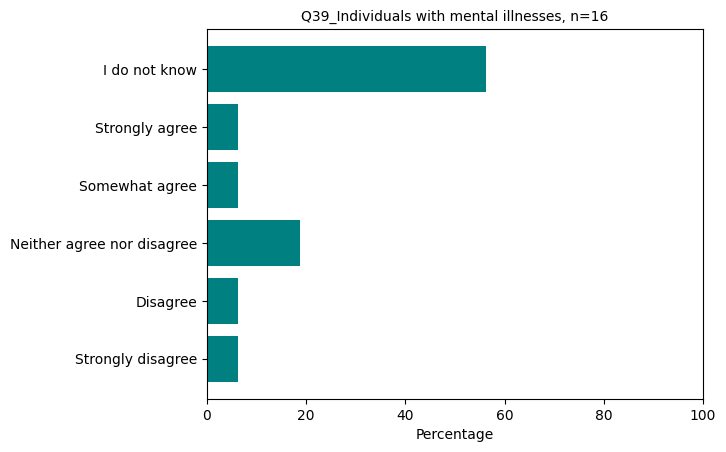 Q39_Individuals with mental illnesses, n=16
I do not know
Strongly agree
Somewhat agree
Neither agree nor disagree
Disagree
Strongly disagree
0 20 40 60 80 100
Percentage